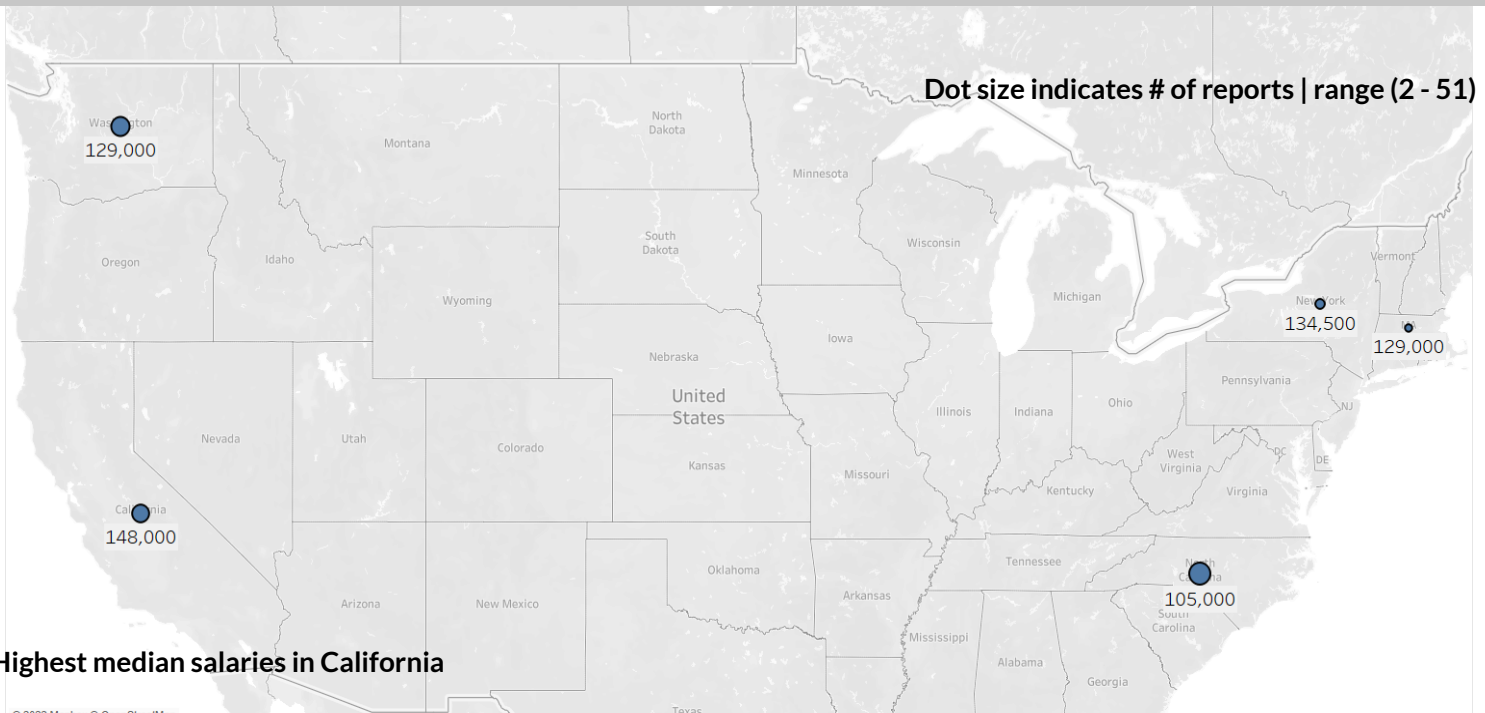 Dot size indicates # of reports | range (2 - 51)
North
Dakota
129,000
Montana
Minnesota
South
Dakota
Wisconsin
Vermont
Oregon
Idaho
Michigan
Wyoming
134,500
Iowa
129,000
Nebraska
Pennsylvania
United
States
Ohio
NJ
Illinois
Indiana
Nevada
Utah
Colorado
West
Virginia
DC
DE
Kansas
Missouri
Kentucky
Virginia
148,000
Tennessee
Oklahoma
Arkansas
105,000
Arizona
New Mexico
South
Carolina
Mississippi
Highest median salaries in California
Alabama
Georgia
Texas